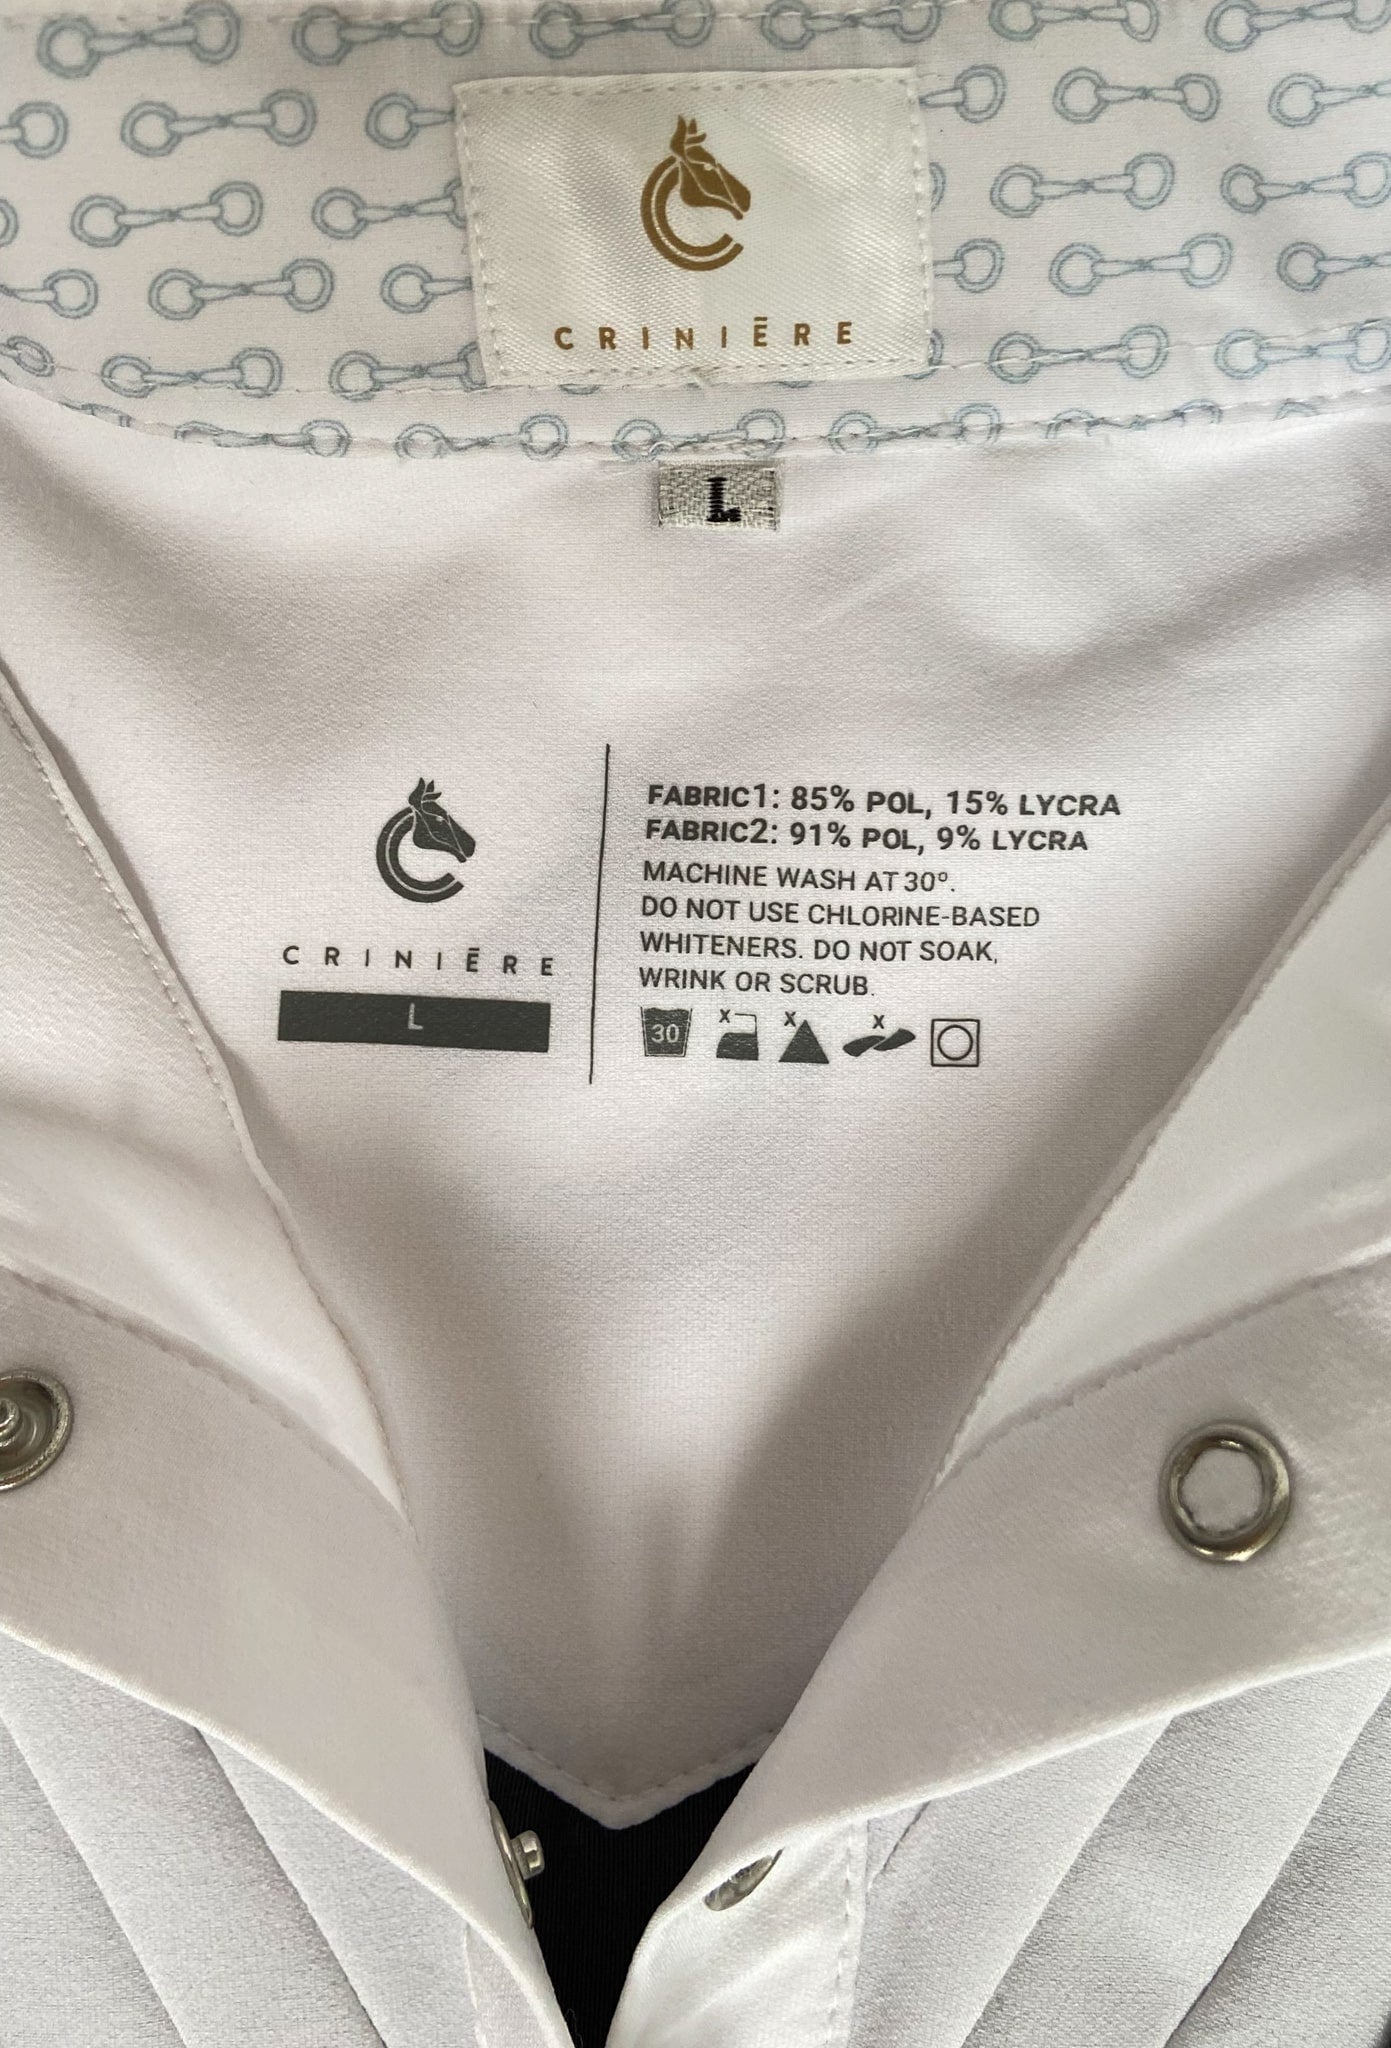 CRINIĒRE
L
CRINIĒRE
L
FABRIC1: 85% POL, 15% LYCRA
FABRIC2: 91% POL, 9% LYCRA
MACHINE WASH AT 30°.
DO NOT USE CHLORINE-BASED
WHITENERS. DO NOT SOAK,
WRINK OR SCRUB.
30 X X X